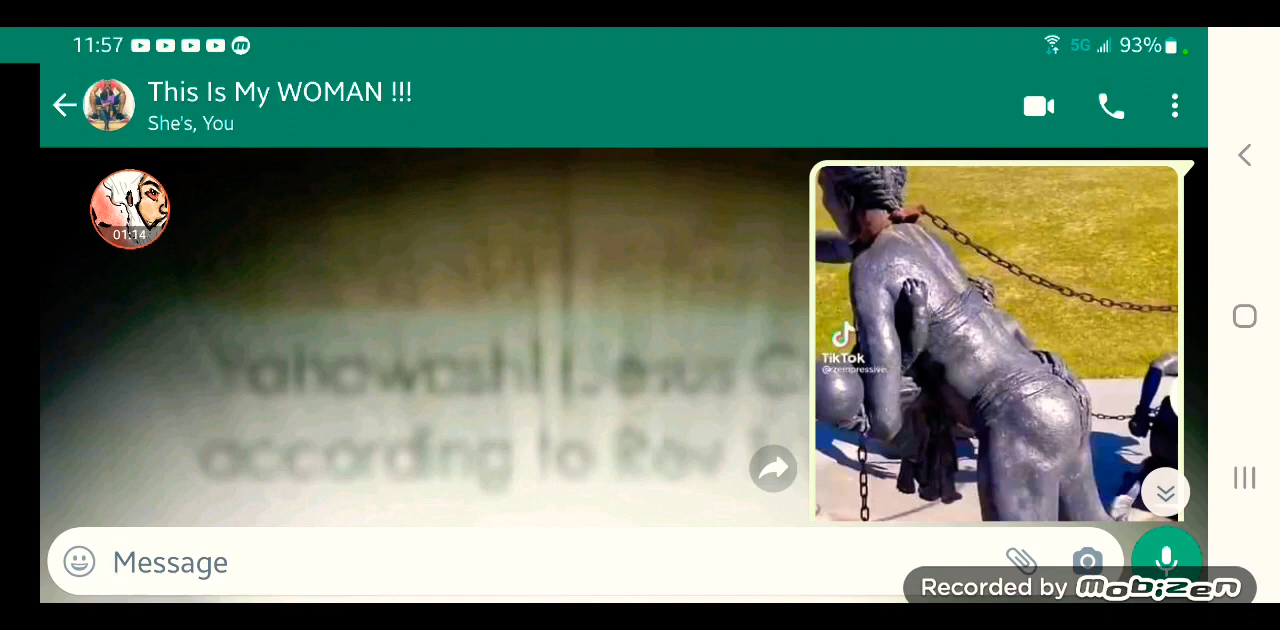 11:57
5G
93%
This Is My WOMAN !!!
She's, You
01:14
TikTok
according to Rev
Message
Recorded by mobizen